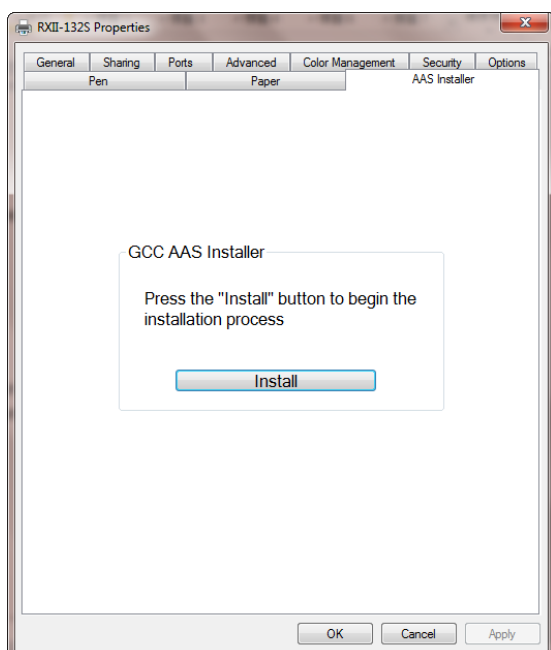 RXII-132S Properties
General Sharing Ports Advanced Color Management Security Options
Pen Paper AAS Installer
GCC AAS Installer
Press the "Install" button to begin the
installation process
Install
OK Cancel Apply